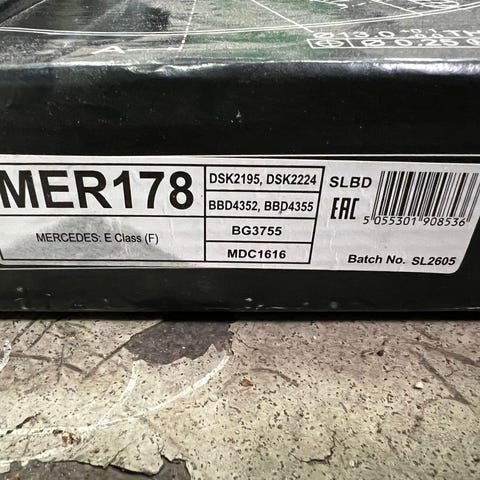 MER178
MERCEDES: E Class (F)
DSK2195, DSK2224
BBD4352, BBD4355
BG3755
MDC1616
SLBD
EAC
5 055301 908536
Batch No. SL2605